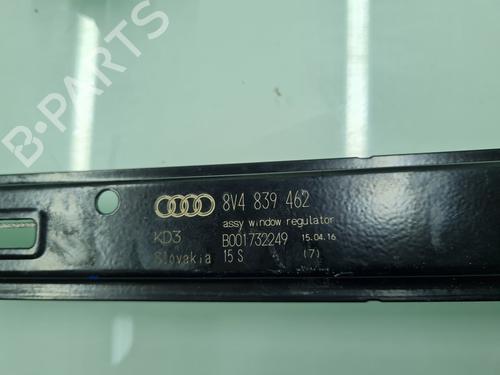 B-PARTS
8V4 839 462
assy window regulator
KD3 B001732249 15.04.16
Slovakia 15 S (7)